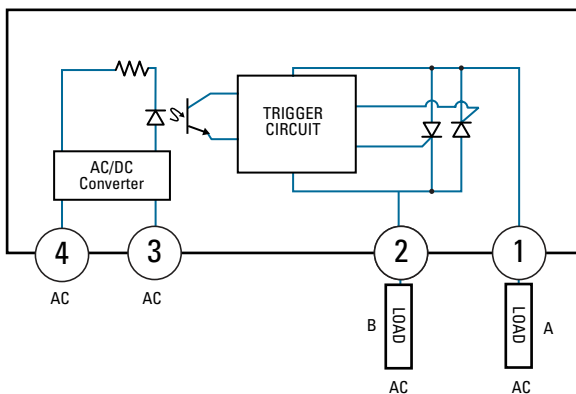 TRIGGER
CIRCUIT
AC/DC
Converter
4
3
2
1
AC
AC
B
LOAD
LOAD
A
AC
AC